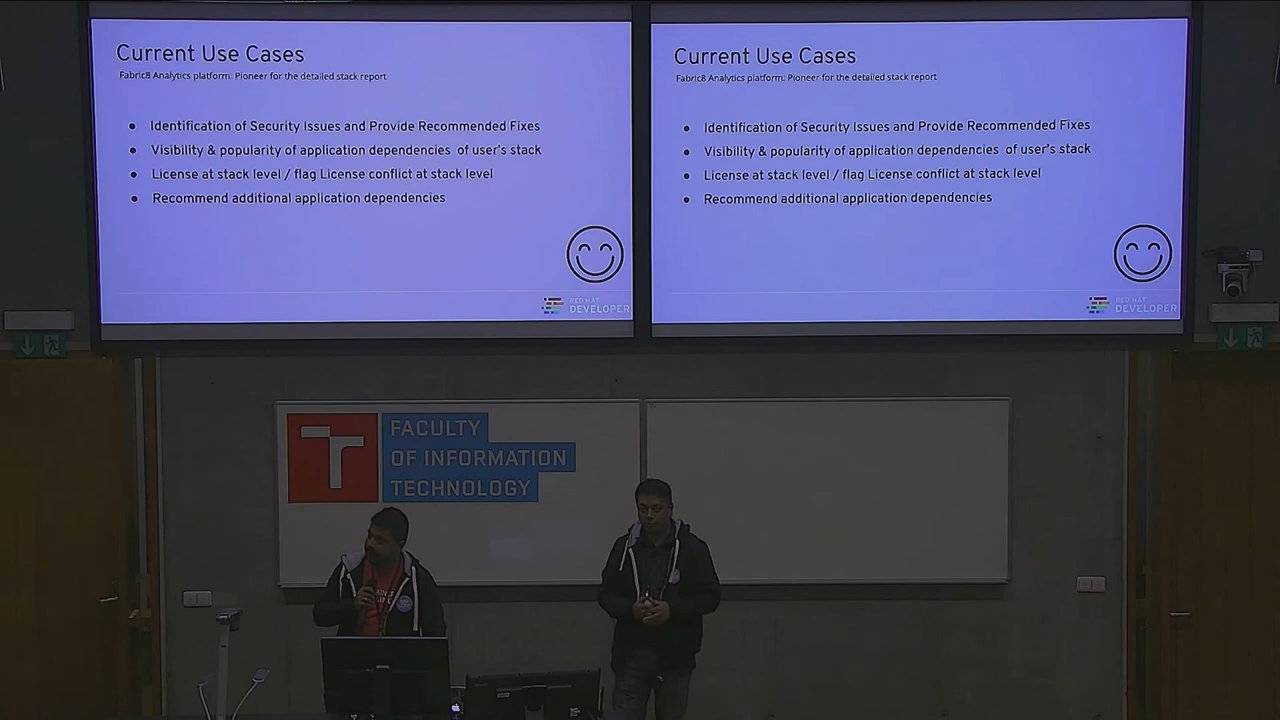 Current Use Cases
Fabric8 Analytics platform: Pioneer for the detailed stack report
● Identification of Security Issues and Provide Recommended Fixes
● Visibility & popularity of application dependencies of user's stack
● License at stack level / flag License conflict at stack level
● Recommend additional application dependencies
RED HAT
DEVELOPER
Current Use Cases
Fabric8 Analytics platform: Pioneer for the detailed stack report
● Identification of Security Issues and Provide Recommended Fixes
● Visibility & popularity of application dependencies of user's stack
● License at stack level / flag License conflict at stack level
● Recommend additional application dependencies
RED HAT
DEVELOPER
FACULTY
OF INFORMATION
TECHNOLOGY